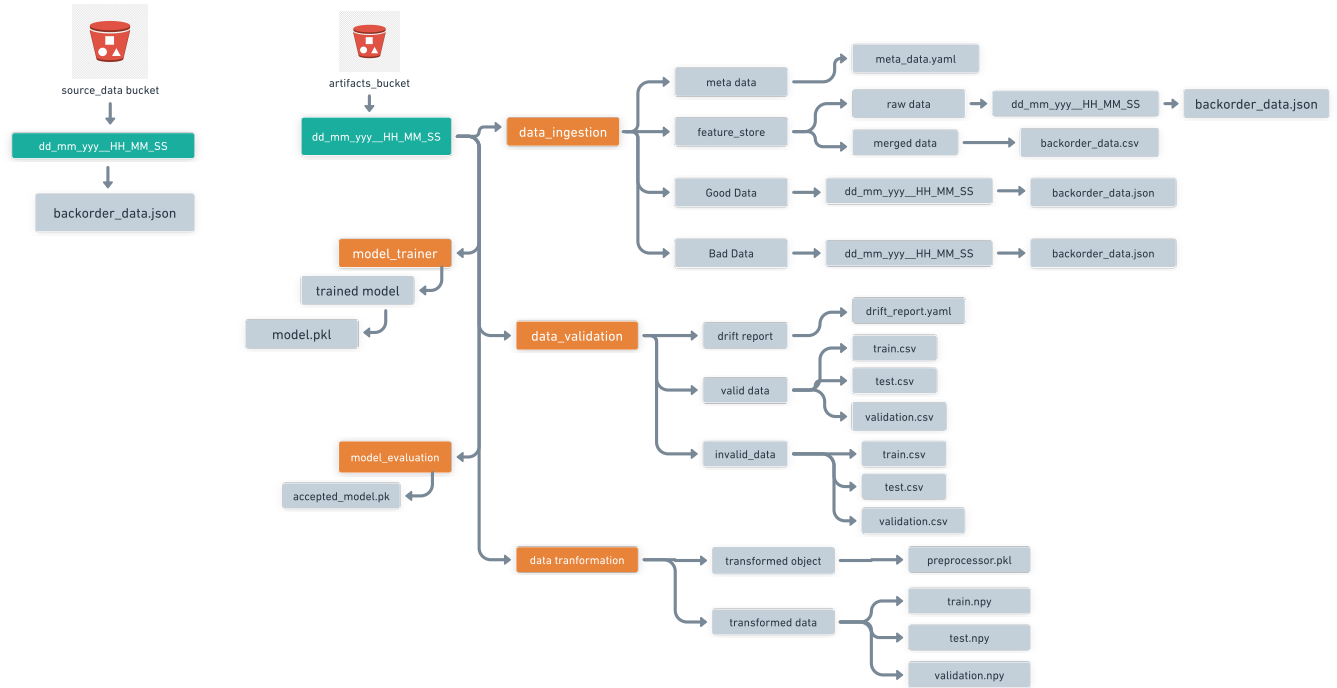 source_data bucket
dd_mm_yyy__HH_MM_SS
backorder_data.json
artifacts_bucket
dd_mm_yyy__HH_MM_SS
data_ingestion
meta data
meta_data.yaml
feature_store
raw data
dd_mm_yyy__HH_MM_SS
backorder_data.json
merged data
backorder_data.csv
Good Data
dd_mm_yyy__HH_MM_SS
backorder_data.json
Bad Data
dd_mm_yyy__HH_MM_SS
backorder_data.json
model_trainer
trained model
model.pkl
data_validation
drift report
drift_report.yaml
valid data
train.csv
test.csv
validation.csv
invalid_data
train.csv
test.csv
validation.csv
model_evaluation
accepted_model.pk
data tranformation
transformed object
preprocessor.pkl
transformed data
train.npy
test.npy
validation.npy